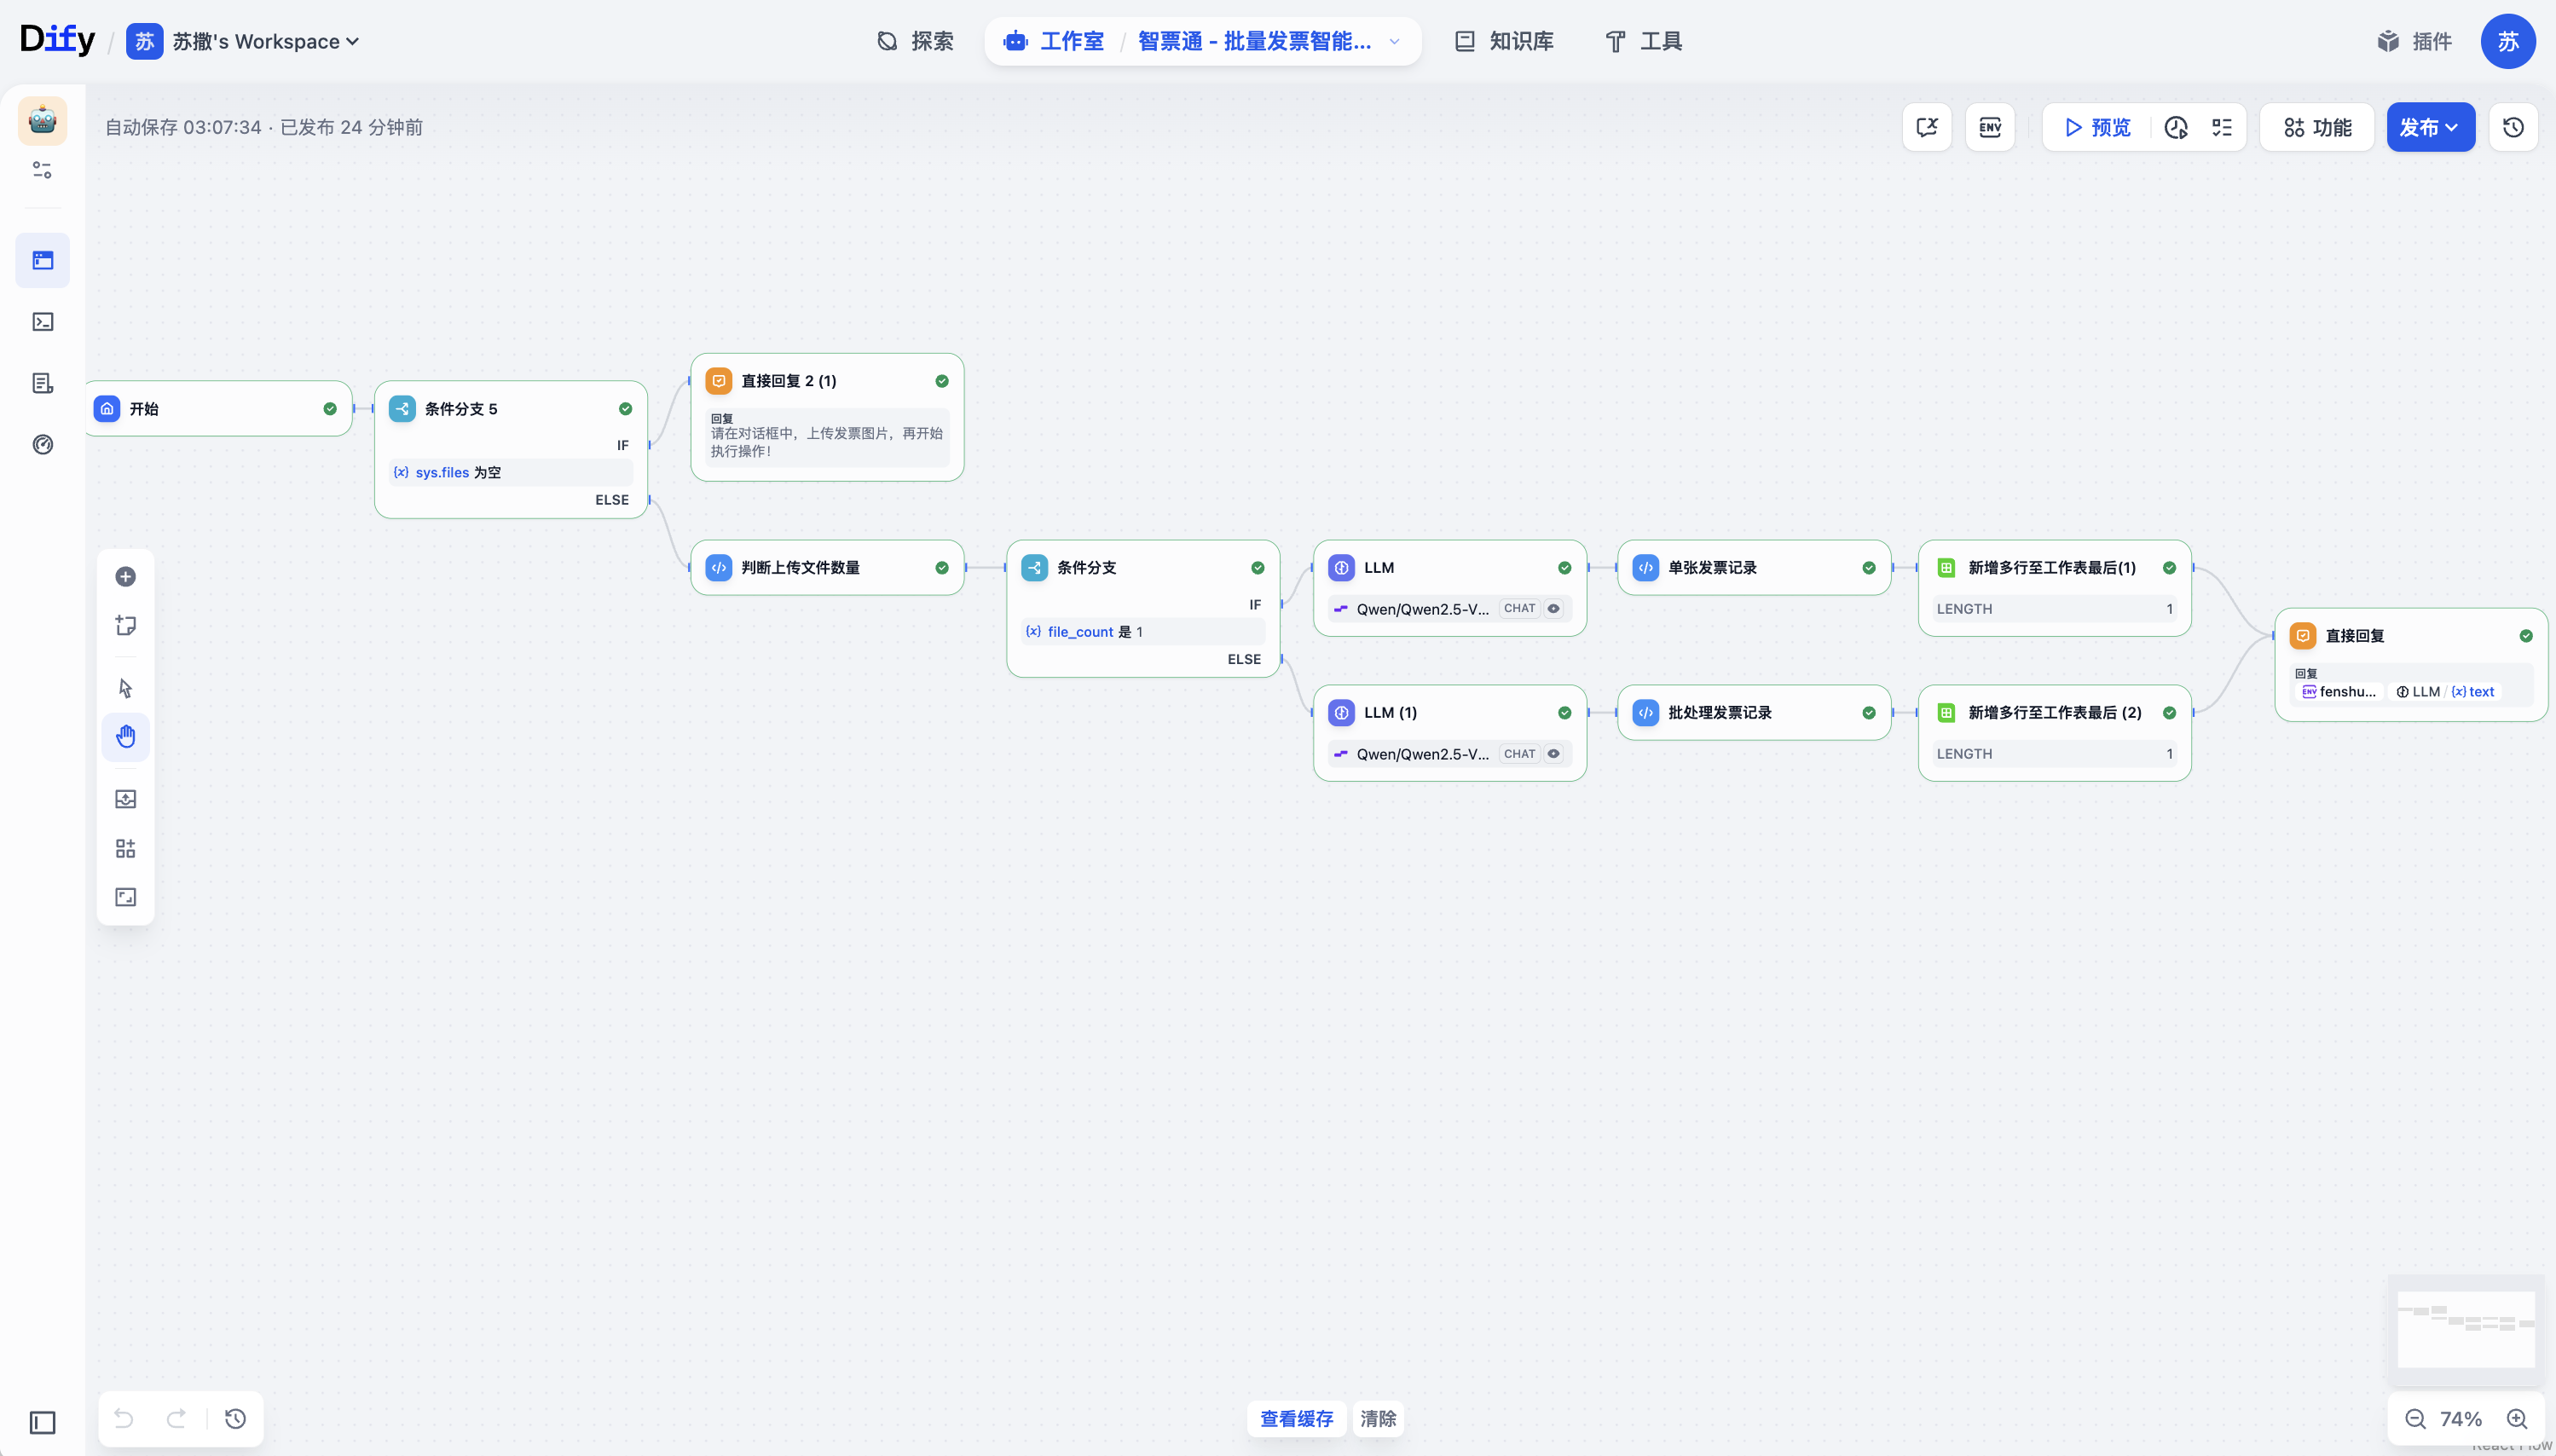 Dify / 苏 苏撒's Workspace
探索
工作室 / 智票通 - 批量发票智能...
知识库
工具
插件
苏
自动保存 03:07:34 · 已发布 24 分钟前
ENV
预览
功能
发布
开始
条件分支 5
IF
{x} sys.files 为空
ELSE
直接回复 2 (1)
回复
请在对话框中，上传发票图片，再开始
执行操作！
判断上传文件数量
条件分支
IF
{x} file_count 是 1
ELSE
LLM
Qwen/Qwen2.5-V... CHAT
单张发票记录
新增多行至工作表最后(1)
LENGTH 1
LLM (1)
Qwen/Qwen2.5-V... CHAT
批处理发票记录
新增多行至工作表最后 (2)
LENGTH 1
直接回复
回复
ENV fenshu... LLM / {x} text
查看缓存
清除
74%
React Flow